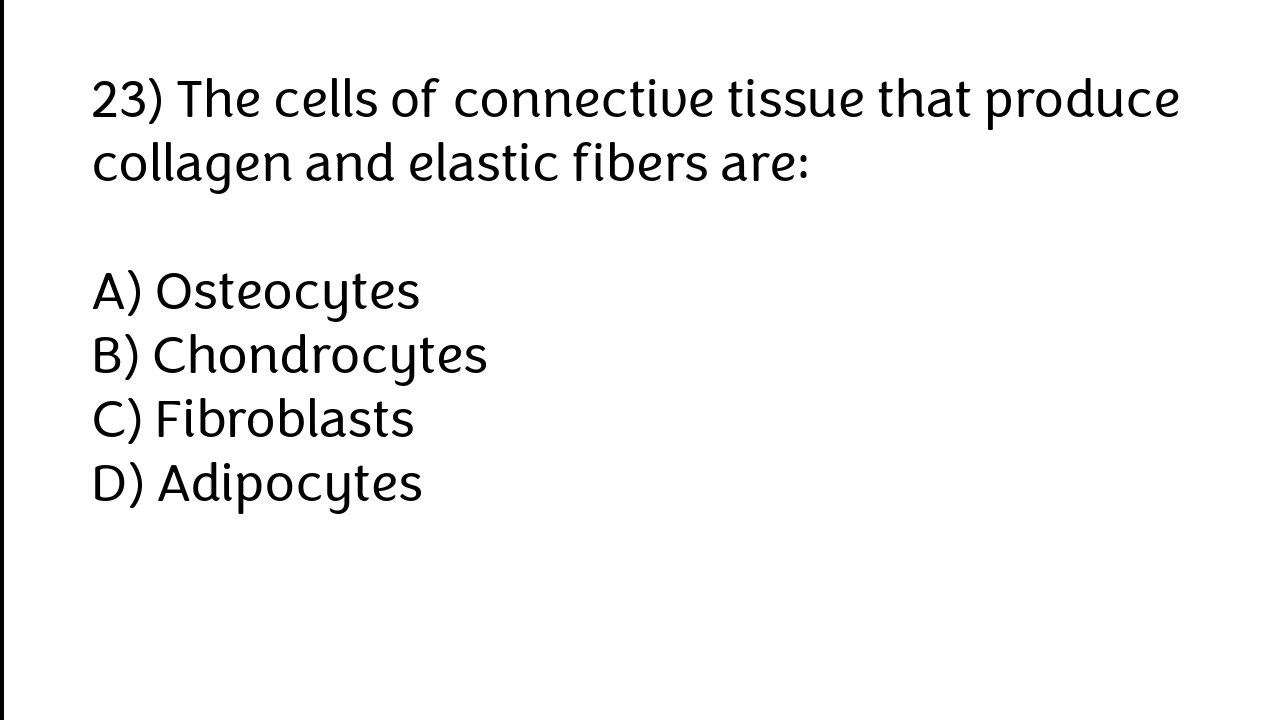 23) The cells of connective tissue that produce
collagen and elastic fibers are:
A) Osteocytes
B) Chondrocytes
C) Fibroblasts
D) Adipocytes